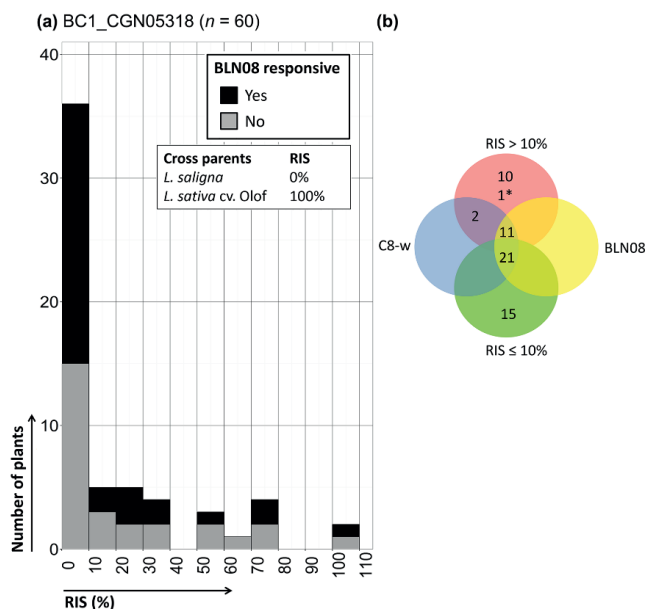 (a) BC1_CGN05318 (n = 60)
40
30
20
10
0
Number of plants
BLN08 responsive
Yes
No
Cross parents RIS
L. saligna 0%
L. sativa cv. Olof 100%
0 10 20 30 40 50 60 70 80 100 110
RIS (%)
(b)
RIS > 10%
10
1*
2
11
C8-w
BLN08
21
15
RIS ≤ 10%